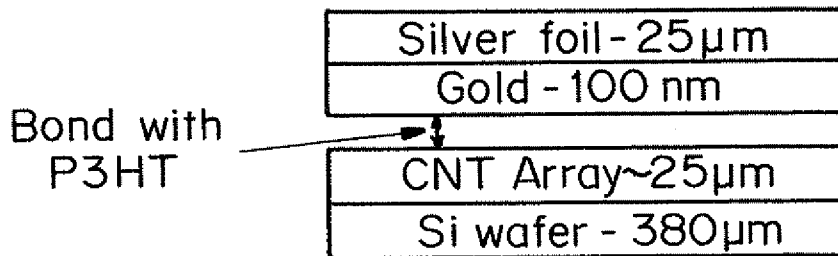 Silver foil-25μm
Gold-100 nm
Bond with
P3HT
CNT Array~25μm
Si wafer-380μm